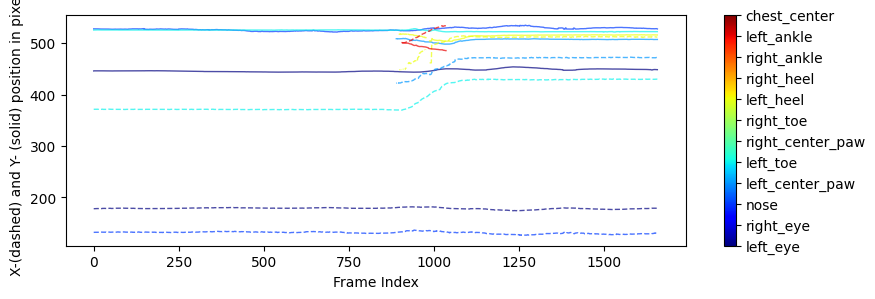 X-(dashed) and Y- (solid) position in pixe
500
400
300
200
0
250
500
750
1000
1250
1500
Frame Index
chest_center
left_ankle
right_ankle
right_heel
left_heel
right_toe
right_center_paw
left_toe
left_center_paw
nose
right_eye
left_eye